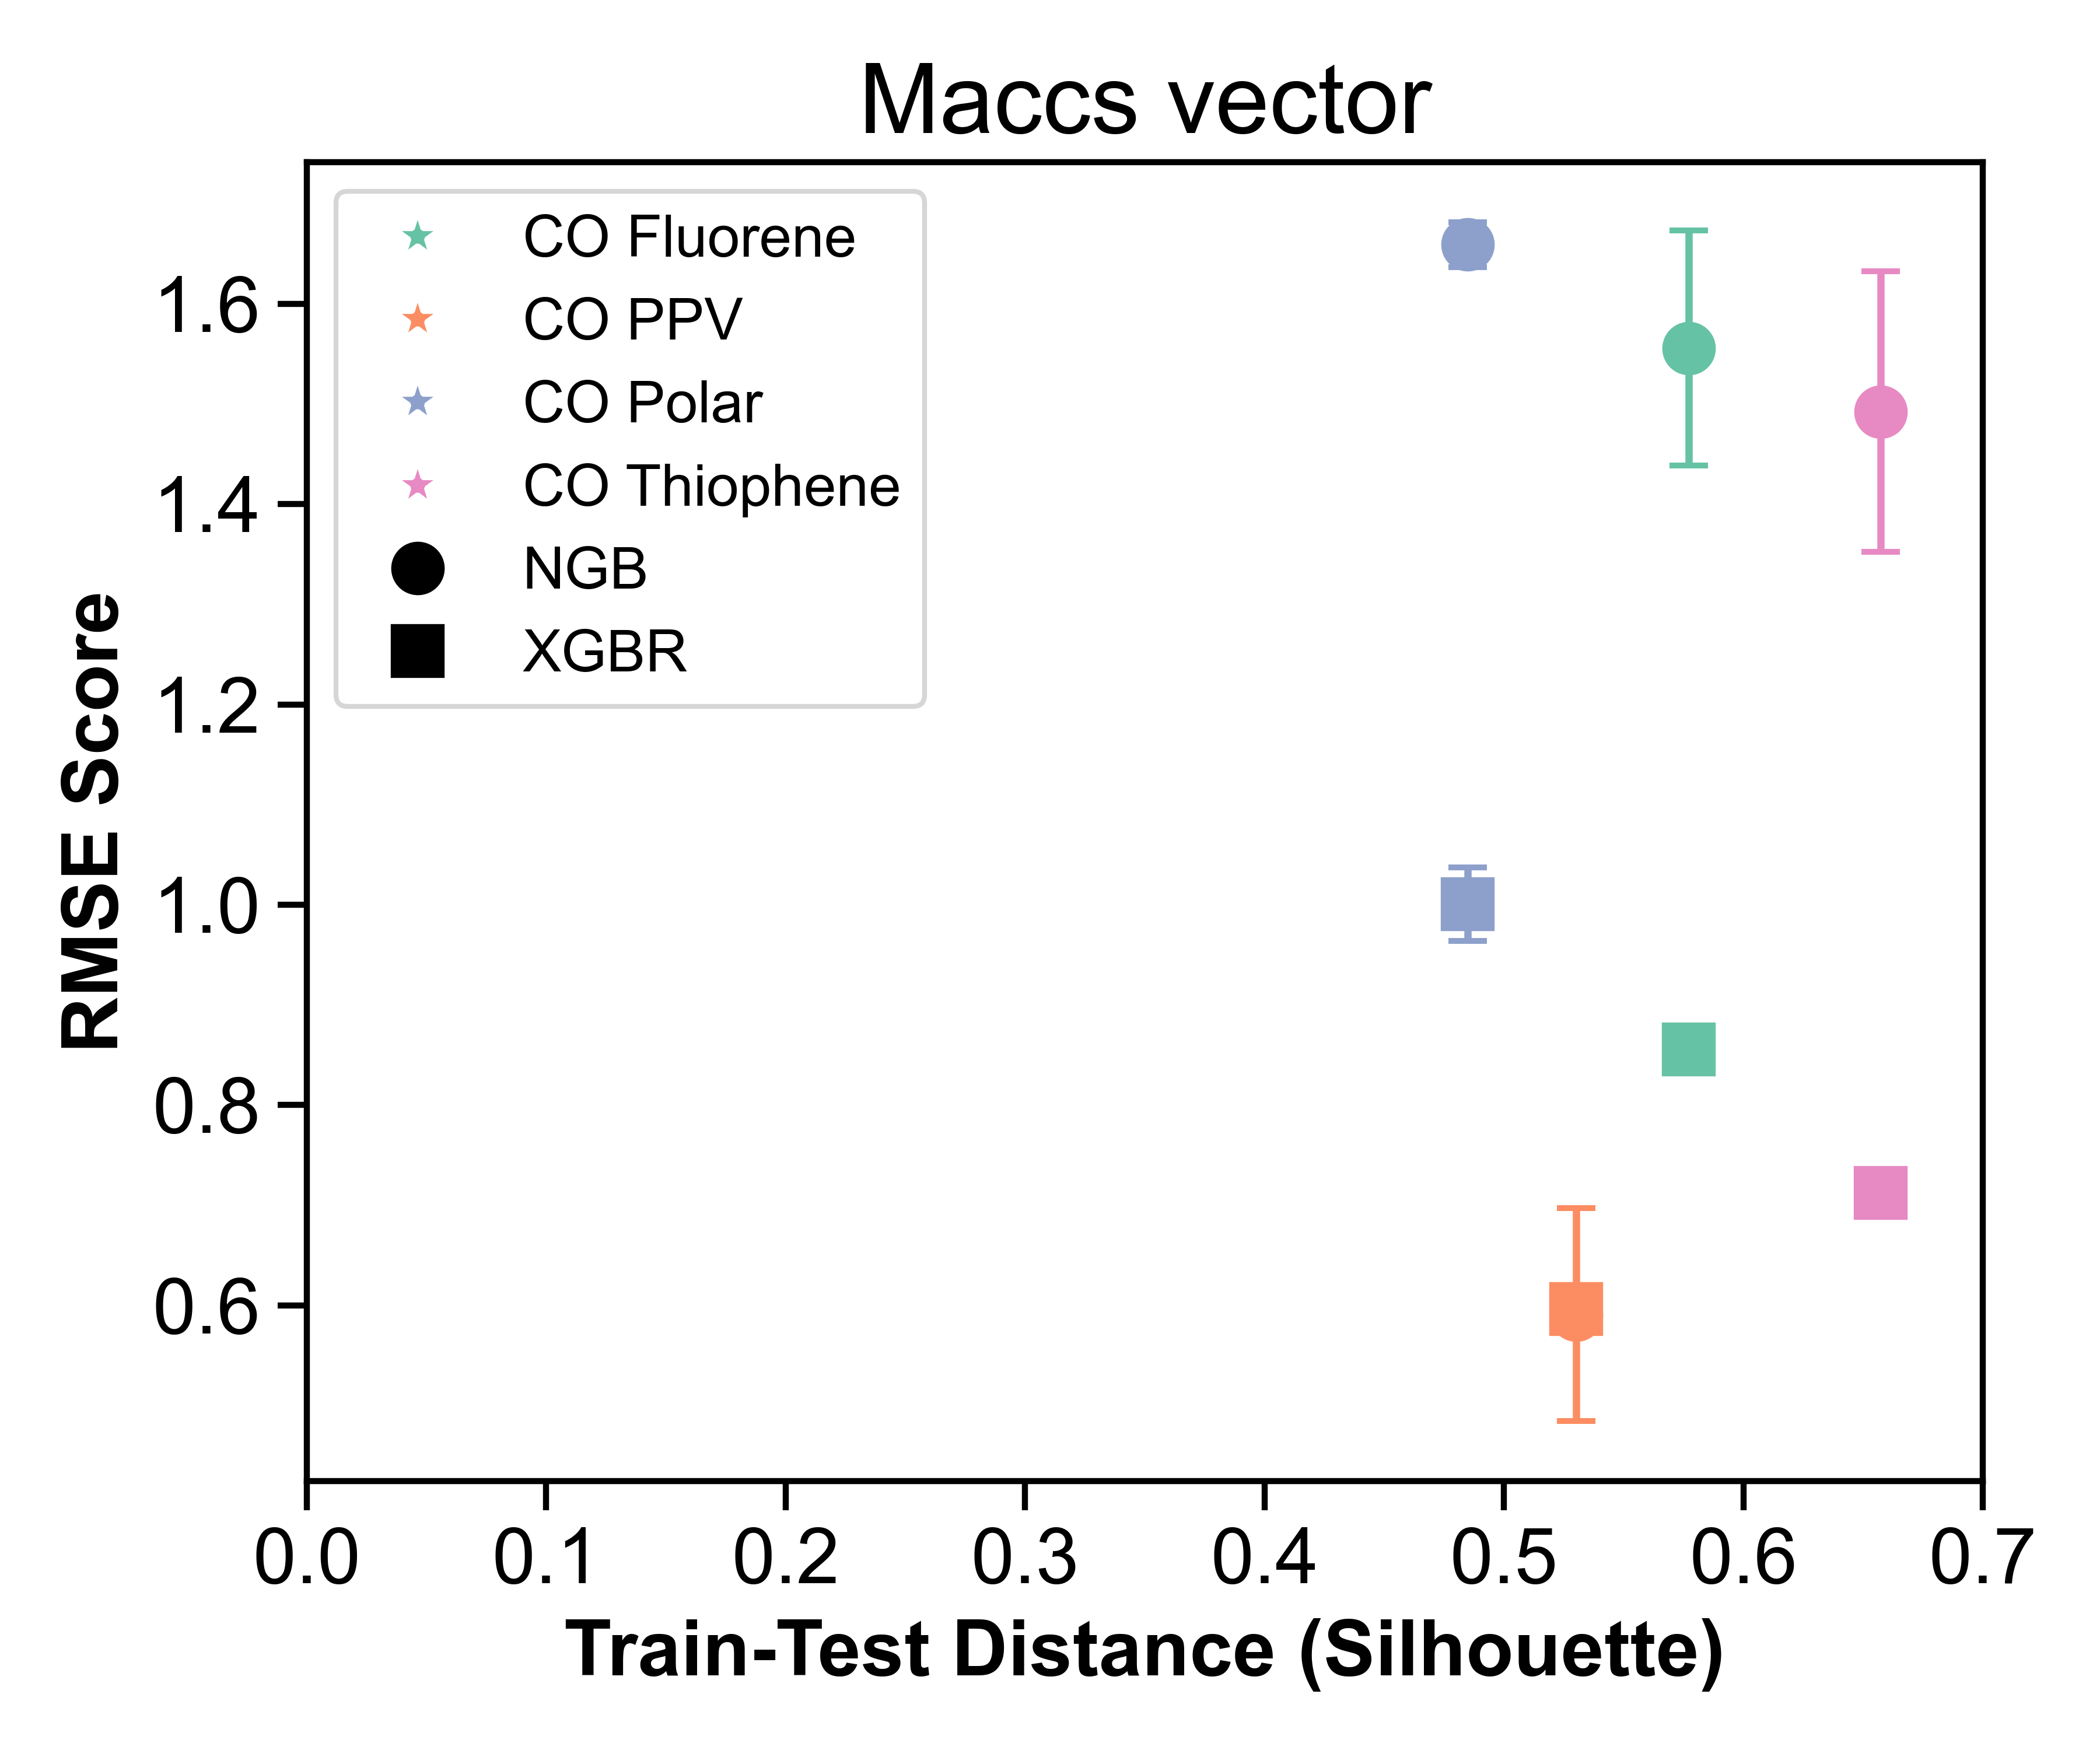 Maccs vector
CO Fluorene
CO PPV
CO Polar
CO Thiophene
NGB
XGBR
RMSE Score
1.6
1.4
1.2
1.0
0.8
0.6
0.0 0.1 0.2 0.3 0.4 0.5 0.6 0.7
Train-Test Distance (Silhouette)